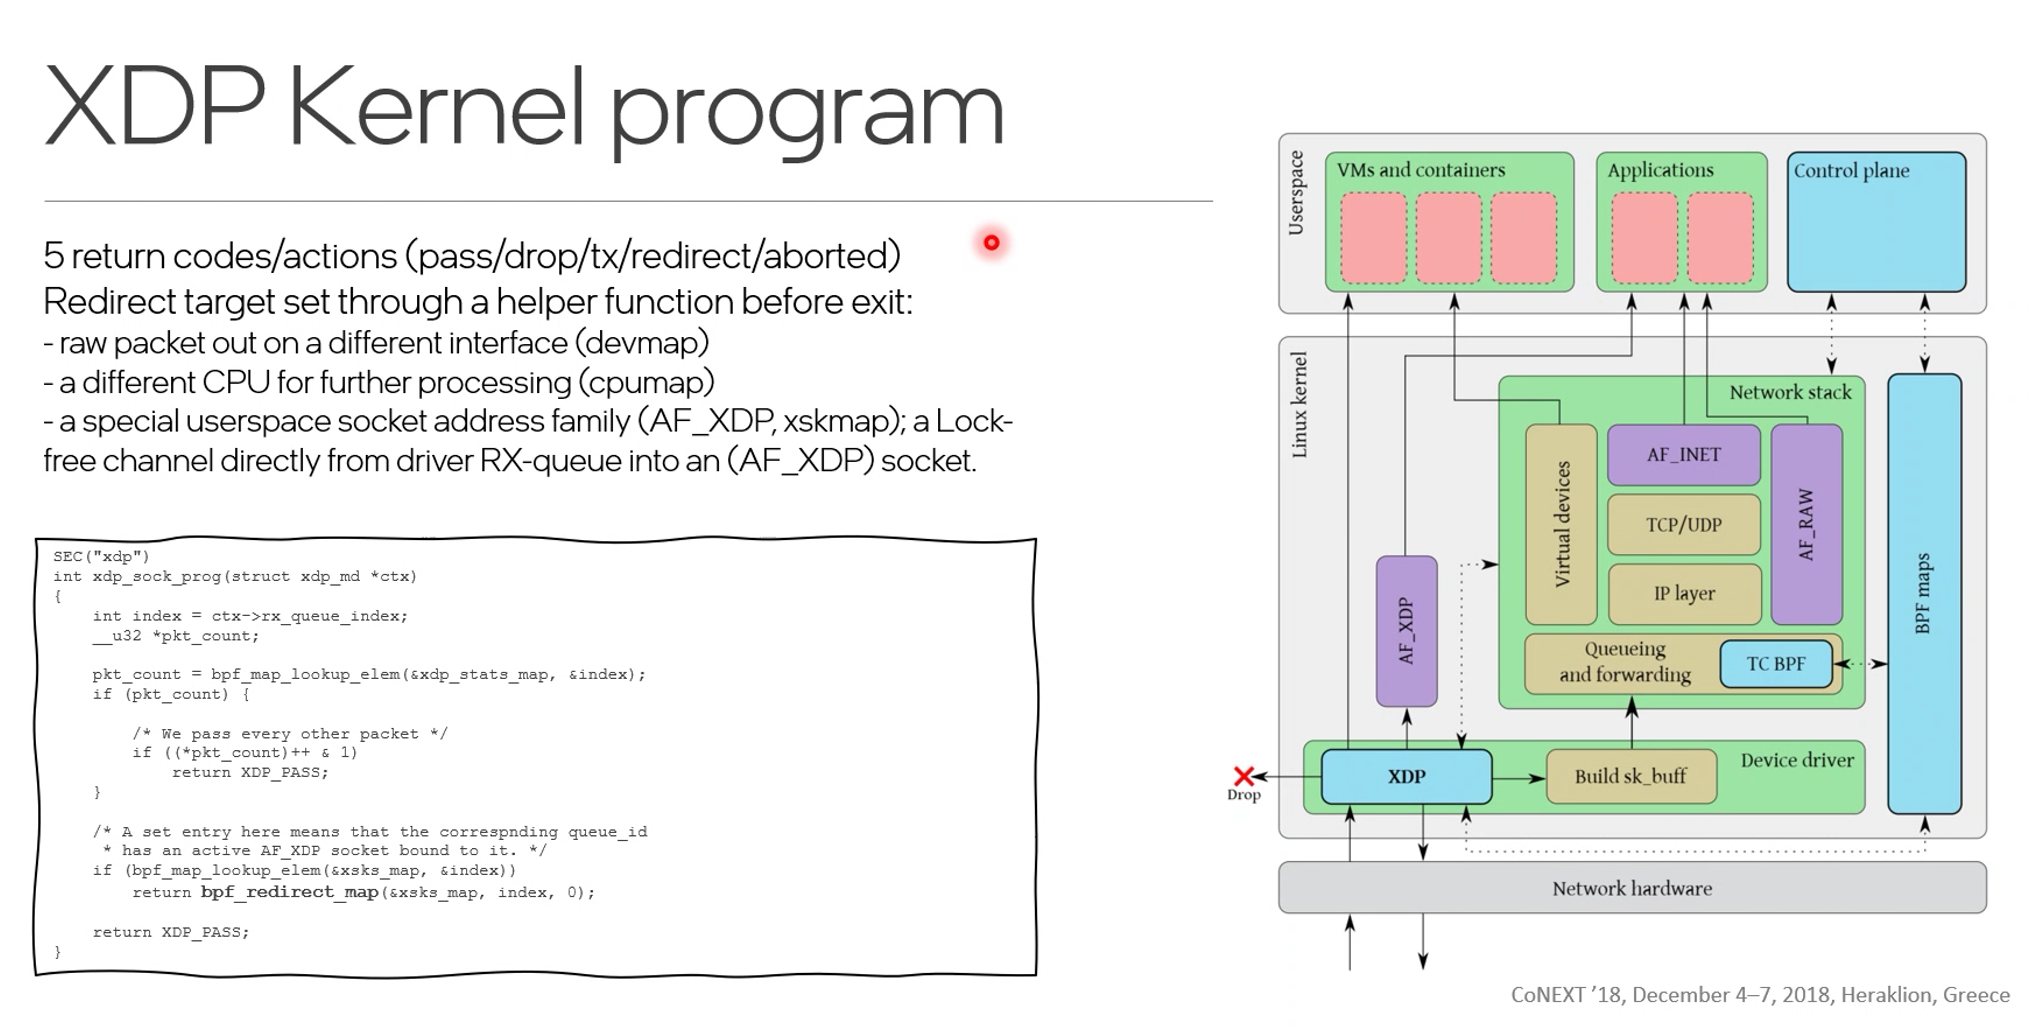 XDP Kernel program
5 return codes/actions (pass/drop/tx/redirect/aborted)
Redirect target set through a helper function before exit:
- raw packet out on a different interface (devmap)
- a different CPU for further processing (cpumap)
- a special userspace socket address family (AF_XDP, xskmap); a Lock-
free channel directly from driver RX-queue into an (AF_XDP) socket.
SEC("xdp")
int xdp_sock_prog(struct xdp_md *ctx)
{
    int index = ctx->rx_queue_index;
    __u32 *pkt_count;
    pkt_count = bpf_map_lookup_elem(&xdp_stats_map, &index);
    if (pkt_count) {
        /* We pass every other packet */
        if ((*pkt_count)++ & 1)
            return XDP_PASS;
    }
    /* A set entry here means that the correspnding queue_id
     * has an active AF_XDP socket bound to it. */
    if (bpf_map_lookup_elem(&xsks_map, &index))
        return bpf_redirect_map(&xsks_map, index, 0);
    return XDP_PASS;
}
Userspace
VMs and containers
Applications
Control plane
Linux kernel
Network stack
Virtual devices
AF_INET
TCP/UDP
IP layer
AF_RAW
BPF maps
AF_XDP
Queueing
and forwarding
TC BPF
Device driver
XDP
Build sk_buff
Drop
Network hardware
CoNEXT '18, December 4–7, 2018, Heraklion, Greece